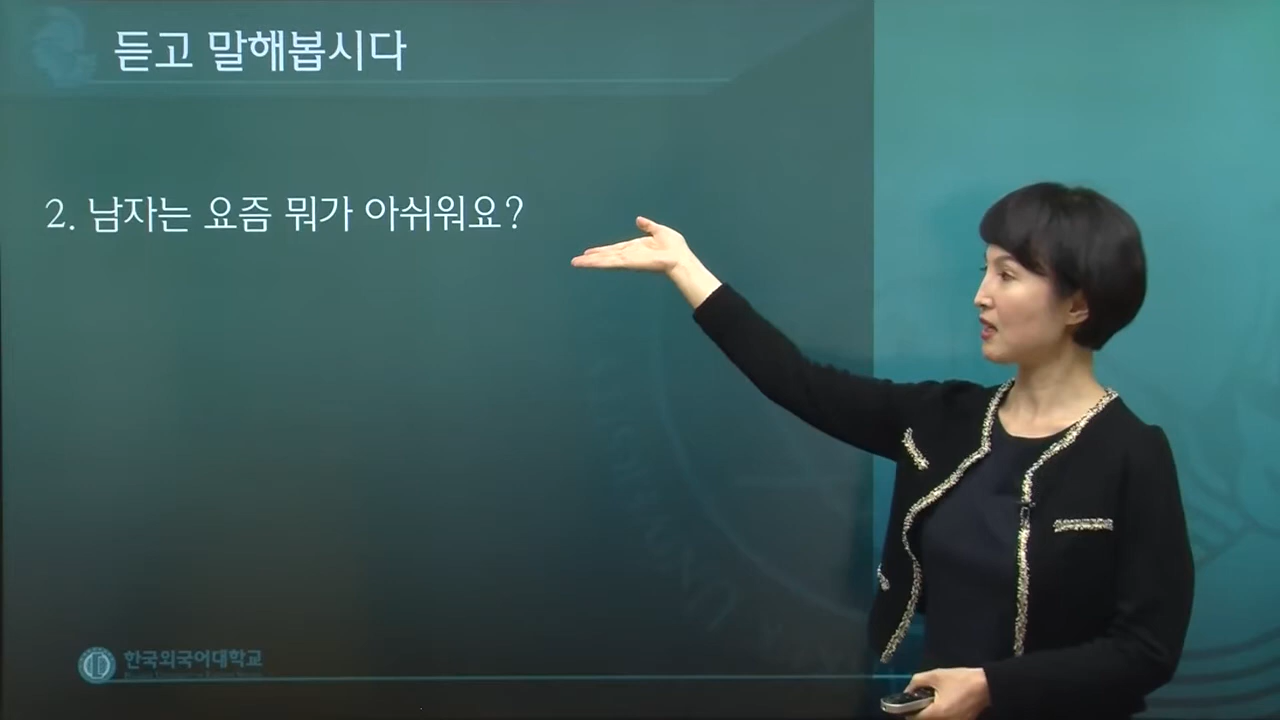 듣고 말해봅시다
2. 남자는 요즘 뭐가 아쉬워요?
한국외국어대학교